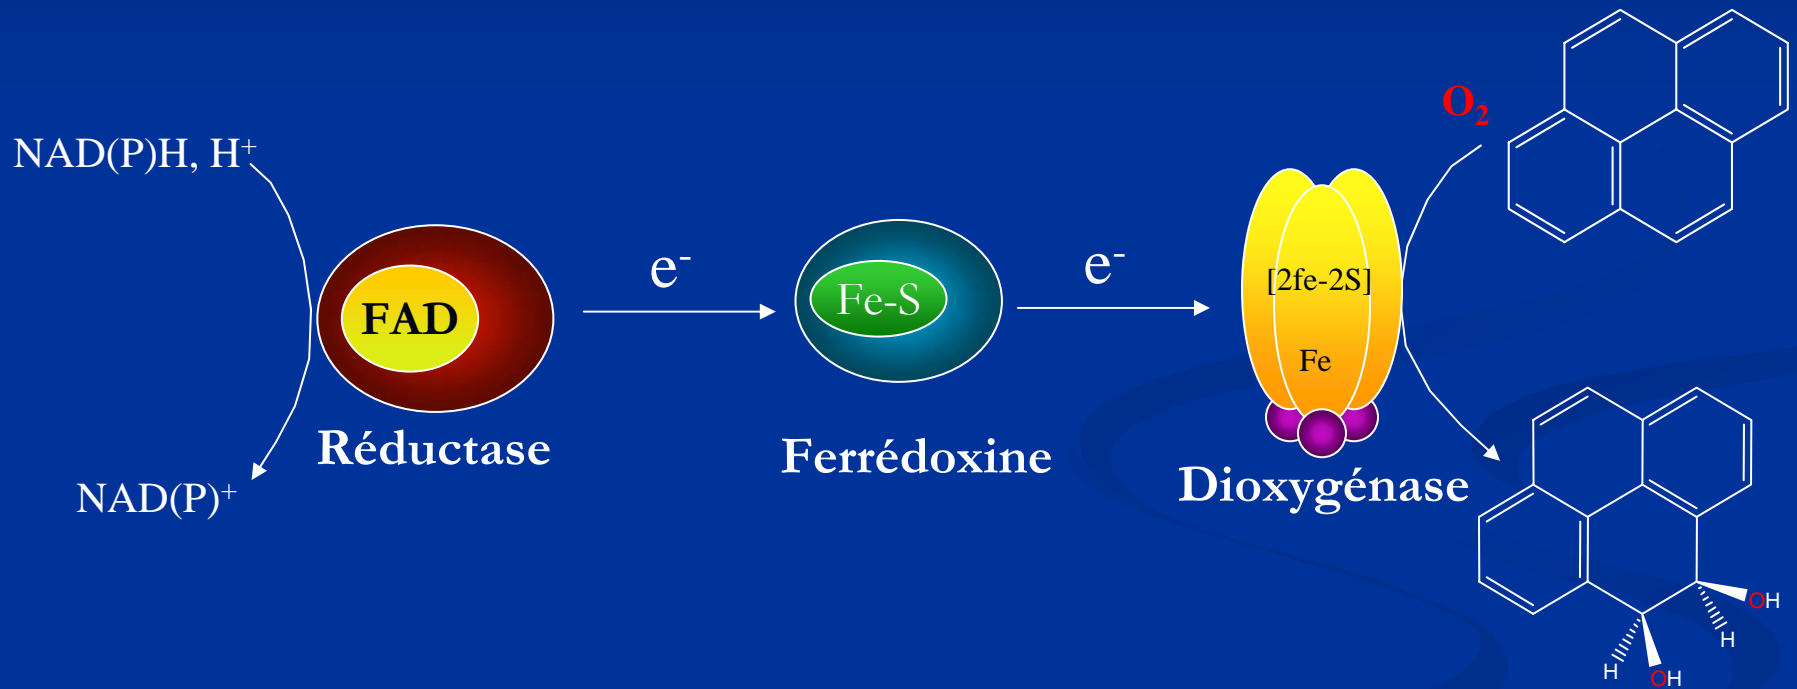 O₂
NAD(P)H, H⁺
e⁻
e⁻
FAD
Fe-S
[2fe-2S]
Fe
Réductase
Ferrédoxine
Dioxygénase
NAD(P)⁺
OH
H
H
OH